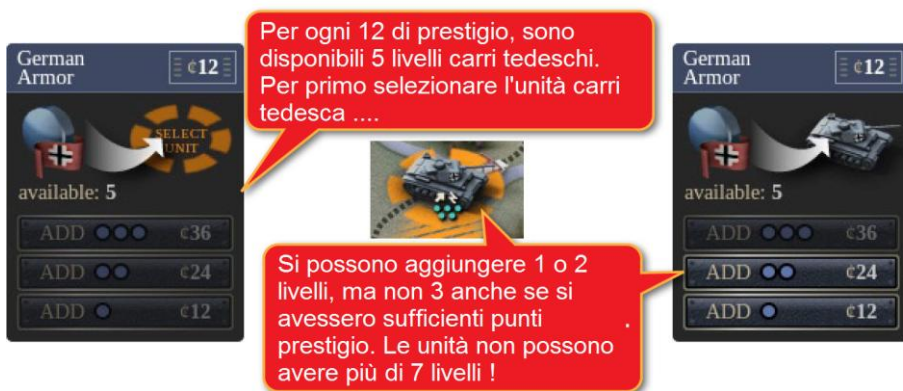 German
Armor
¢12
SELECT
UNIT
available: 5
ADD ¢36
ADD ¢24
ADD ¢12
Per ogni 12 di prestigio, sono
disponibili 5 livelli carri tedeschi.
Per primo selezionare l'unità carri
tedesca ....
Si possono aggiungere 1 o 2
livelli, ma non 3 anche se si
avessero sufficienti punti .
prestigio. Le unità non possono
avere più di 7 livelli !
German
Armor
¢12
available: 5
ADD ¢36
ADD ¢24
ADD ¢12